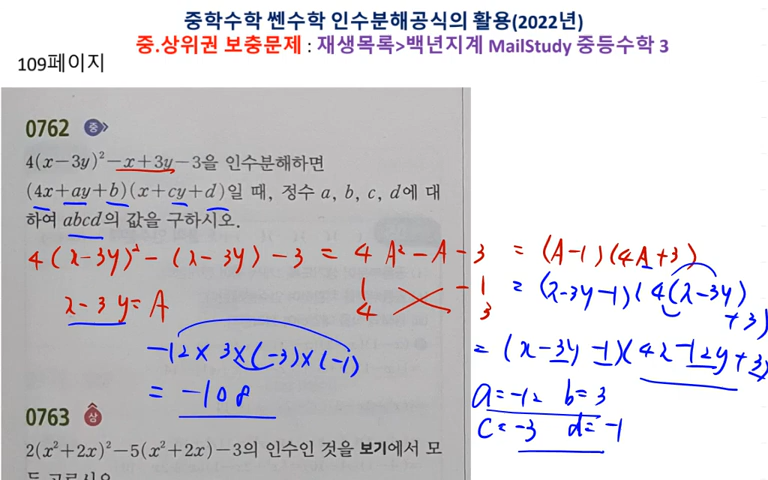 중학수학 쎈수학 인수분해공식의 활용(2022년)
중.상위권 보충문제 : 재생목록>백년지계 MailStudy 중등수학 3
109페이지
0762 중
4(x-3y)²-x+3y-3을 인수분해하면
(4x+ay+b)(x+cy+d)일 때, 정수 a, b, c, d에 대
하여 abcd의 값을 구하시오.
4(x-3y)²-(x-3y)-3 = 4A²-A-3 = (A-1)(4A+3)
x-3y=A
1 -1
4 3
= (x-3y-1)(4(x-3y)
+3)
= (x-3y-1)(4x-12y+3)
-12×3×(-3)×(-1)
= -108
a=-12 b=3
c=-3 d=-1
0763 상
2(x²+2x)²-5(x²+2x)-3의 인수인 것을 보기에서 모
두 고르시오.